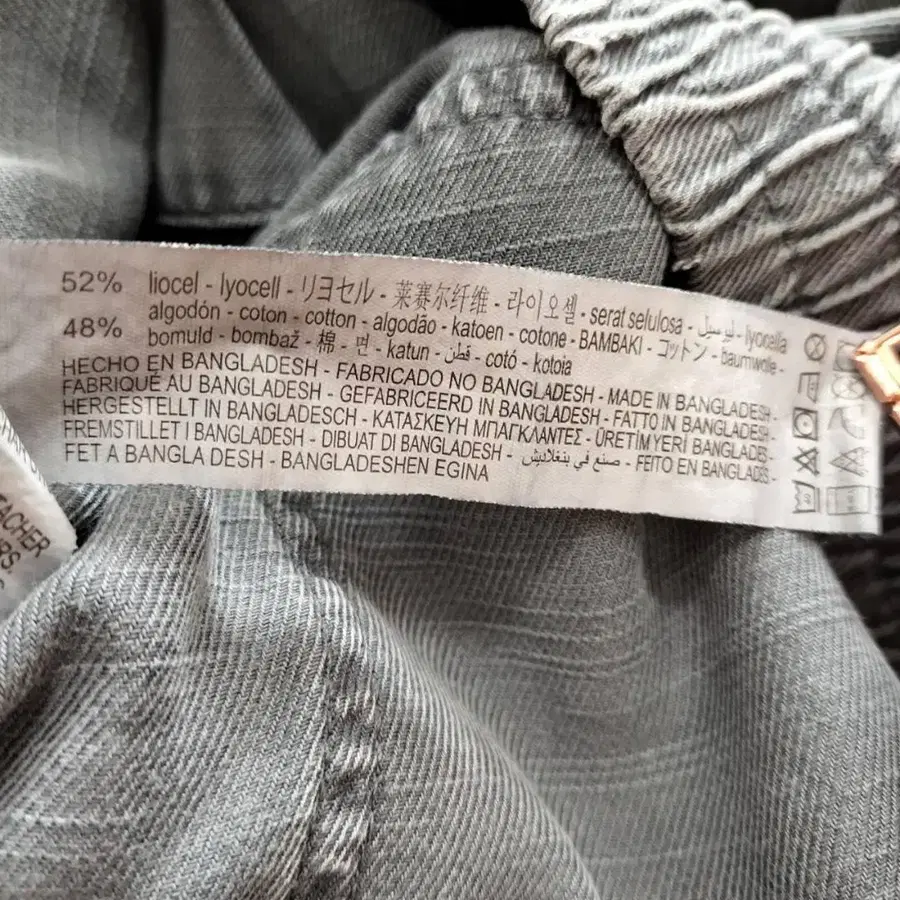 52% liocel - lyocell - リヨセル - 莱赛尔纤维 - 라이오셀 - serat selulosa - ليوسيل - lyocella
48% algodón - coton - cotton - algodão - katoen - cotone - ΒΑΜΒΑΚΙ - コットン - baumwolle -
bomuld - bombaž - 棉 - 면 - katun - قطن - cotó - kotoia
HECHO EN BANGLADESH - FABRICADO NO BANGLADESH - MADE IN BANGLADESH -
FABRIQUÉ AU BANGLADESH - GEFABRICEERD IN BANGLADESH - FATTO IN BANGLADESH -
HERGESTELLT IN BANGLADESCH - ΚΑΤΑΣΚΕΥΗ ΜΠΑΓΚΛΑΝΤΕΣ - ÜRETİM YERİ BANGLADEŞ -
FREMSTILLET I BANGLADESH - DIBUAT DI BANGLADESH - صنع في بنغلاديش - FEITO EN BANGLADÉS -
FET A BANGLA DESH - BANGLADESHEN EGINA